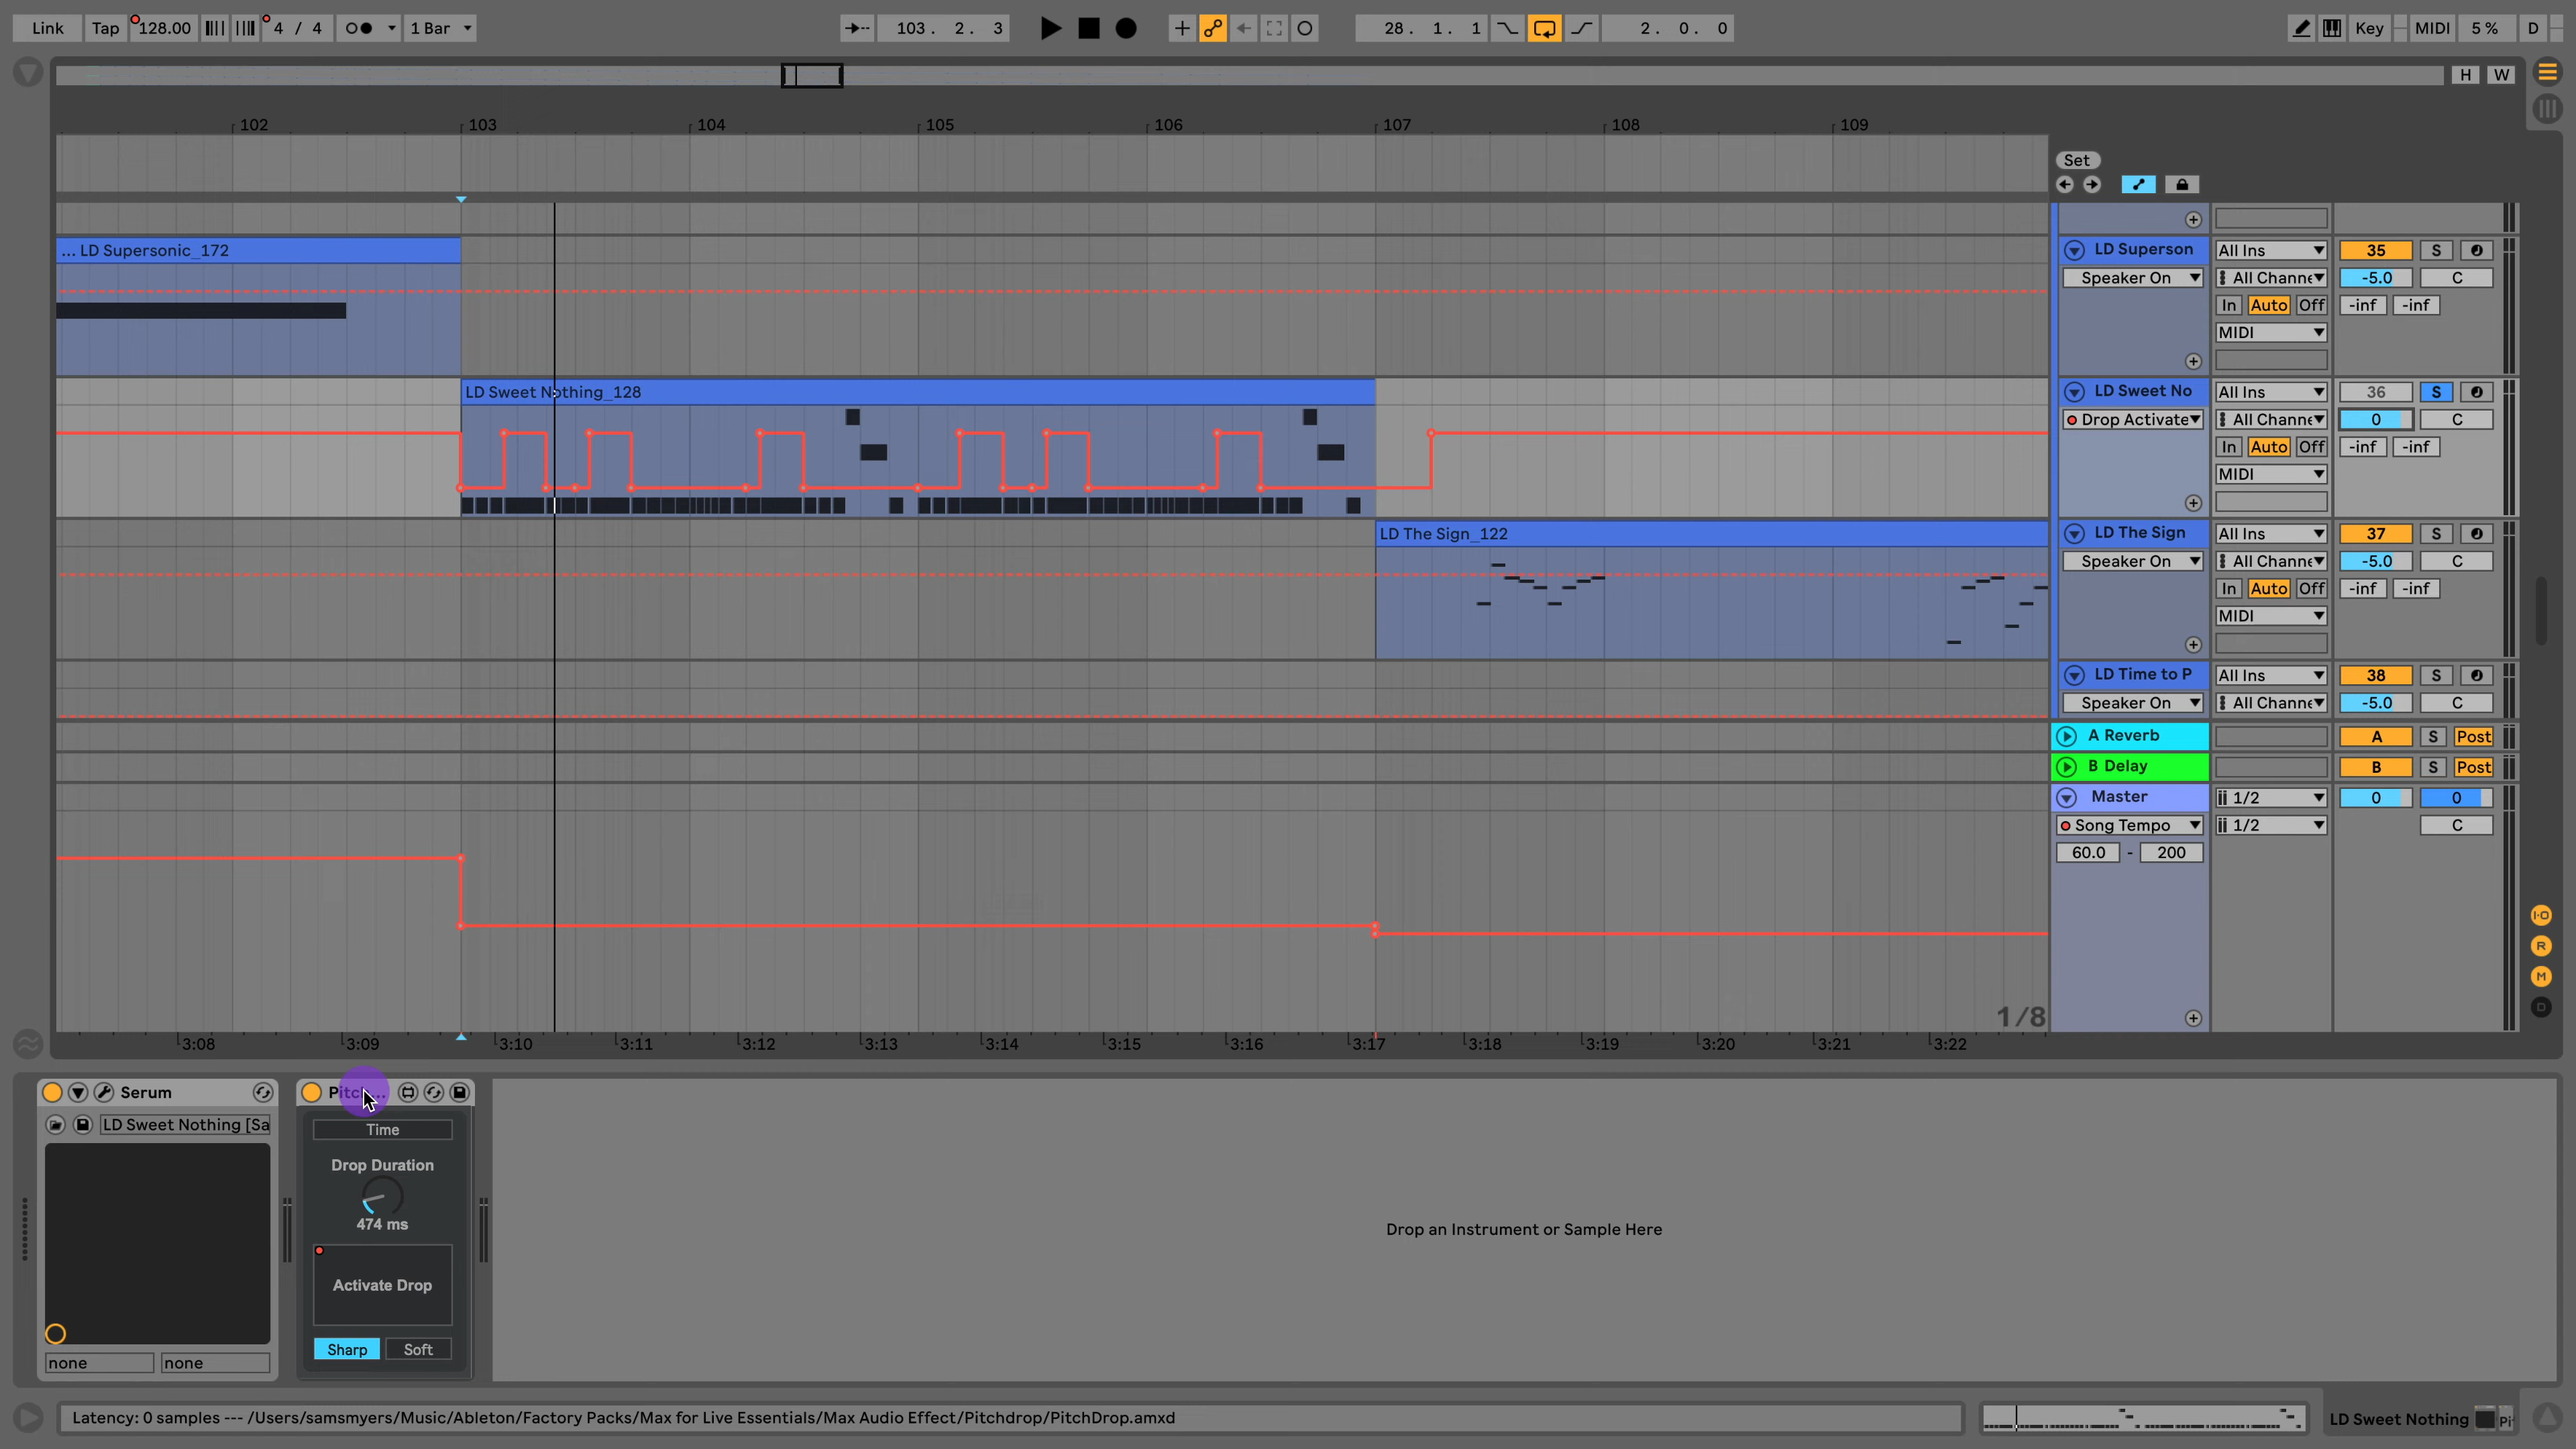 Link Tap 128.00 4 / 4 1 Bar 103. 2. 3 28. 1. 1 2. 0. 0 Key MIDI 5 % D
H W
102 103 104 105 106 107 108 109
Set
... LD Supersonic_172 LD Superson All Ins 35 S
Speaker On All Channe -5.0 C
In Auto Off -inf -inf
MIDI
LD Sweet Nothing_128 LD Sweet No All Ins 36 S
Drop Activate All Channe 0 C
In Auto Off -inf -inf
MIDI
LD The Sign_122 LD The Sign All Ins 37 S
Speaker On All Channe -5.0 C
In Auto Off -inf -inf
MIDI
LD Time to P All Ins 38 S
Speaker On All Channe -5.0 C
A Reverb A S Post
B Delay B S Post
Master 1/2 0 0
Song Tempo 1/2 C
60.0 - 200
I·O
R
M
D
1/8
3:08 3:09 3:10 3:11 3:12 3:13 3:14 3:15 3:16 3:17 3:18 3:19 3:20 3:21 3:22
Serum
LD Sweet Nothing [Sa
Time
Drop Duration
474 ms
Drop an Instrument or Sample Here
Activate Drop
Sharp Soft
none none
Latency: 0 samples --- /Users/samsmyers/Music/Ableton/Factory Packs/Max for Live Essentials/Max Audio Effect/Pitchdrop/PitchDrop.amxd LD Sweet Nothing Pi